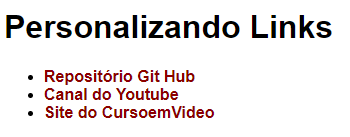 Personalizando Links
Repositório Git Hub
Canal do Youtube
Site do CursoemVideo